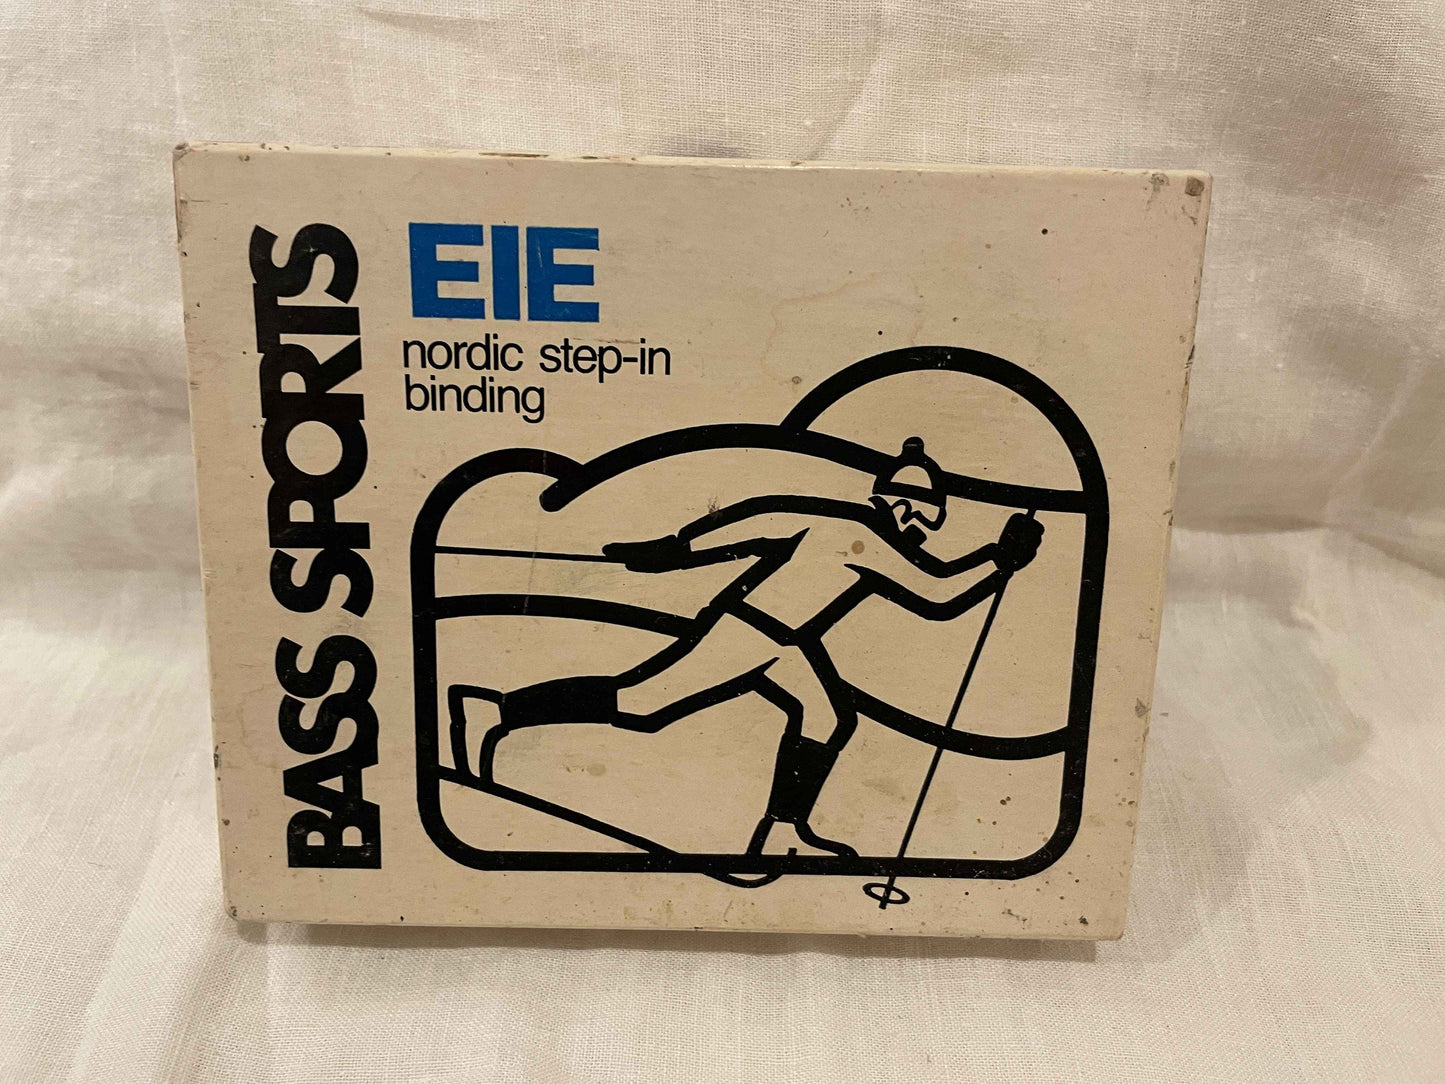 BASS SPORTS
EIE
nordic step-in
binding